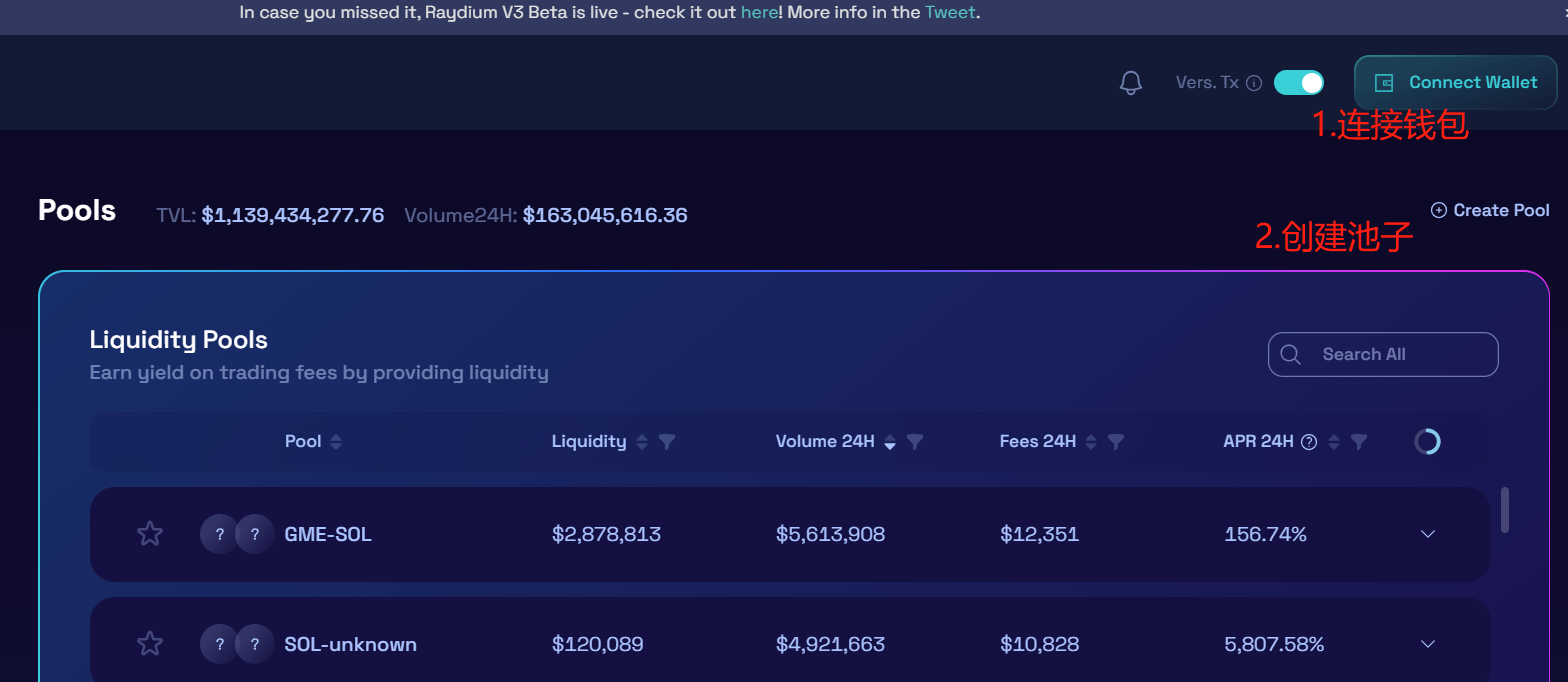 In case you missed it, Raydium V3 Beta is live - check it out here! More info in the Tweet.
Vers. Tx
Connect Wallet
1.连接钱包
Pools TVL: $1,139,434,277.76 Volume24H: $163,045,616.36
Create Pool
2.创建池子
Liquidity Pools
Earn yield on trading fees by providing liquidity
Search All
Pool Liquidity Volume 24H Fees 24H APR 24H ?
? ? GME-SOL $2,878,813 $5,613,908 $12,351 156.74%
? ? SOL-unknown $120,089 $4,921,663 $10,828 5,807.58%